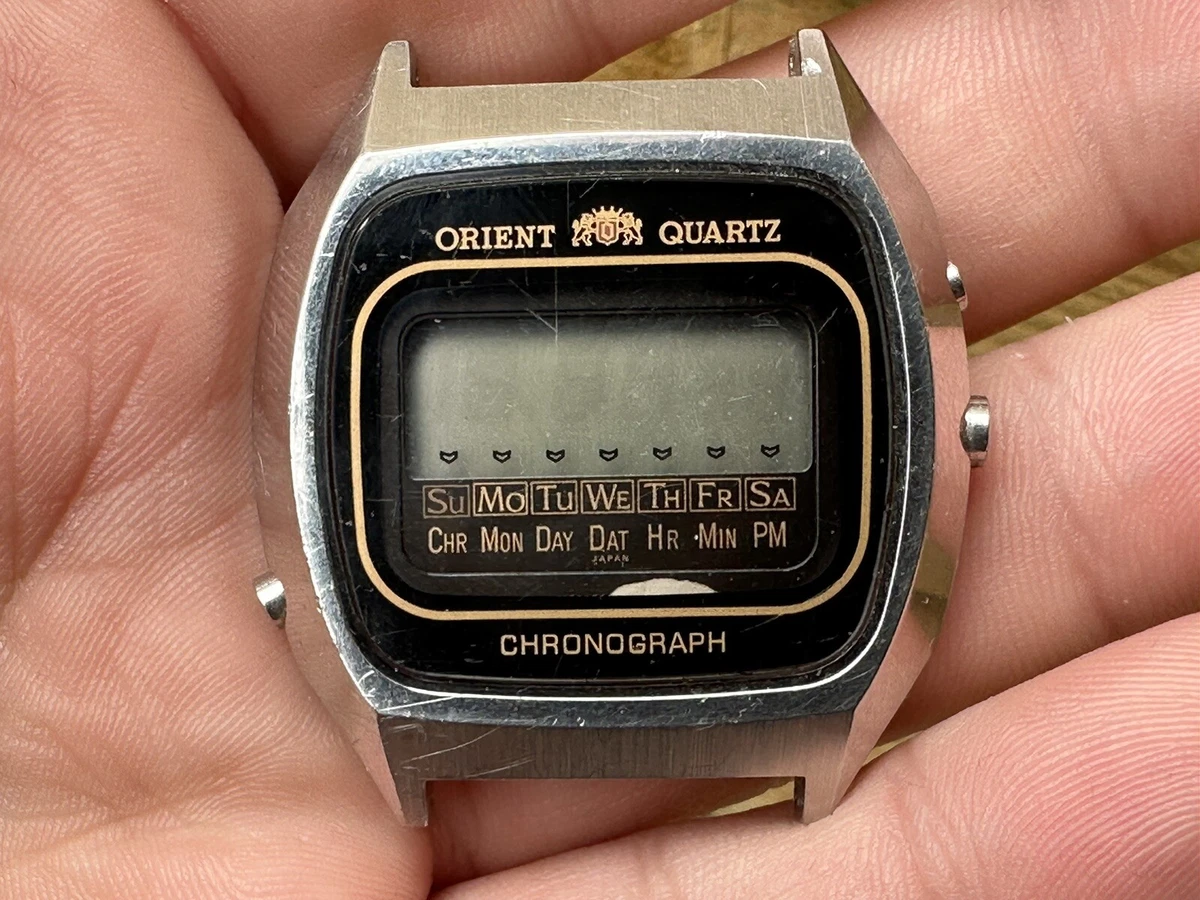 ORIENT QUARTZ
SU MO TU WE TH FR SA
CHR MON DAY DAT HR ·MIN PM
JAPAN
CHRONOGRAPH